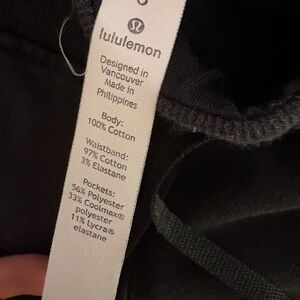 lululemon
Designed in
Vancouver
Made in
Philippines
Body:
100% Cotton
Waistband:
97% Cotton
3% Elastane
Pockets:
56% Polyester
33% Coolmax®
polyester
11% Lycra®
elastane